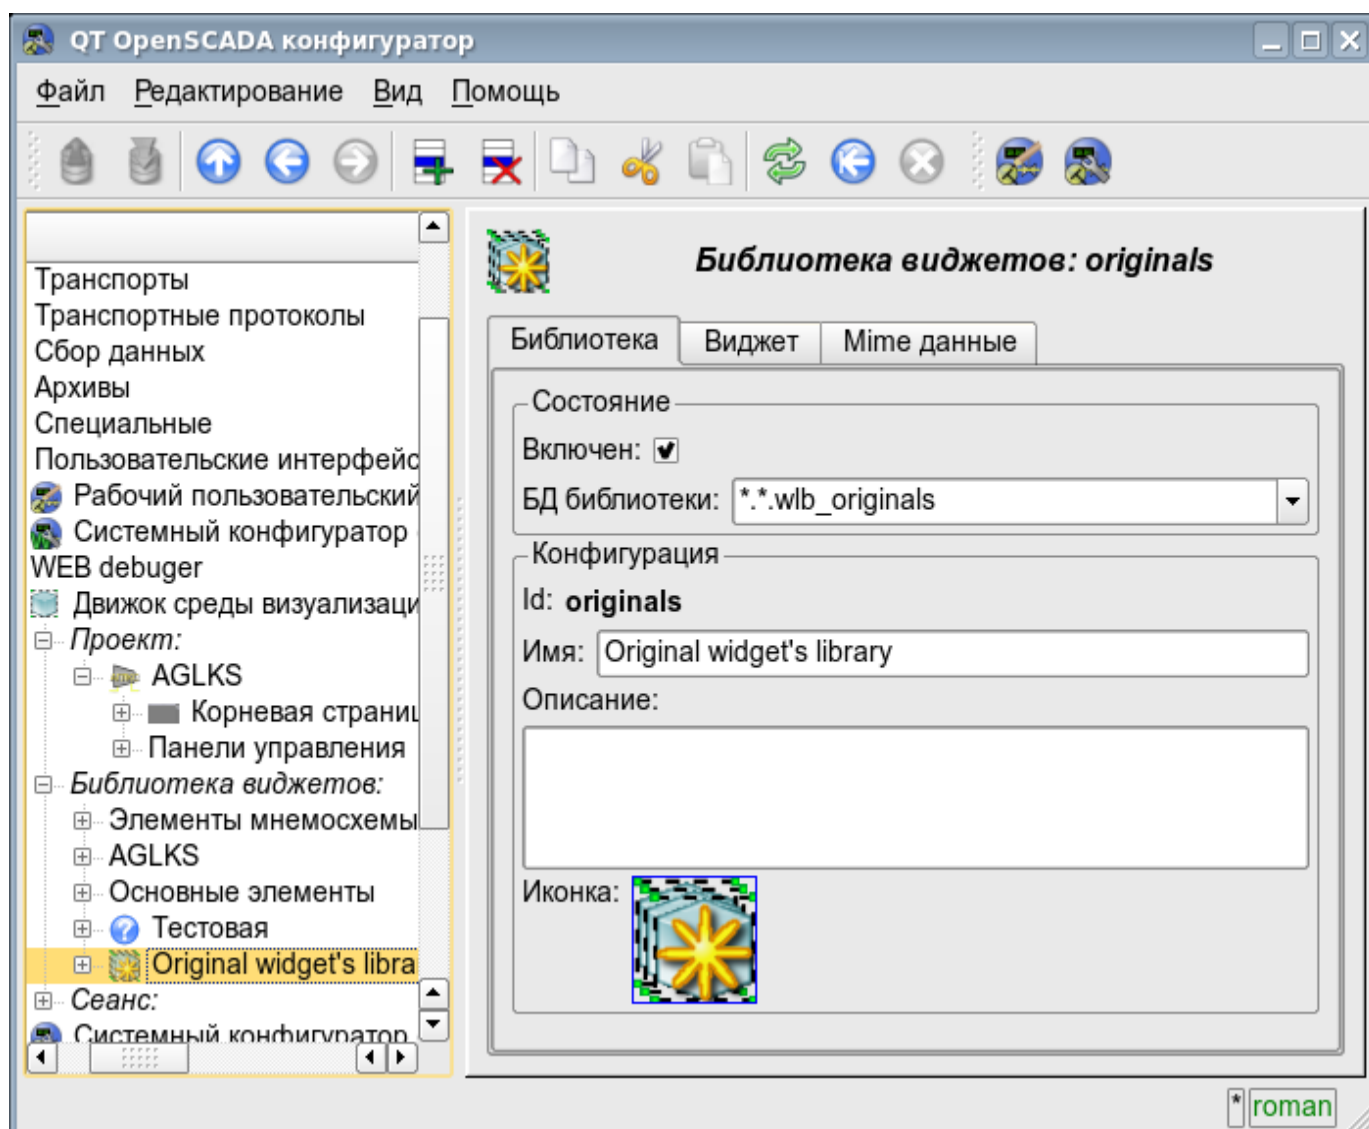 QT OpenSCADA конфигуратор
Файл Редактирование Вид Помощь
Транспорты
Транспортные протоколы
Сбор данных
Архивы
Специальные
Пользовательские интерфейс
Рабочий пользовательский
Системный конфигуратор
WEB debuger
Движок среды визуализаци
Проект:
AGLKS
Корневая страниц
Панели управления
Библиотека виджетов:
Элементы мнемосхемы
AGLKS
Основные элементы
Тестовая
Original widget's libra
Сеанс:
Системный конфигуратор
Библиотека виджетов: originals
Библиотека Виджет Mime данные
Состояние
Включен:
БД библиотеки: *.*.wlb_originals
Конфигурация
Id: originals
Имя: Original widget's library
Описание:
Иконка:
* roman